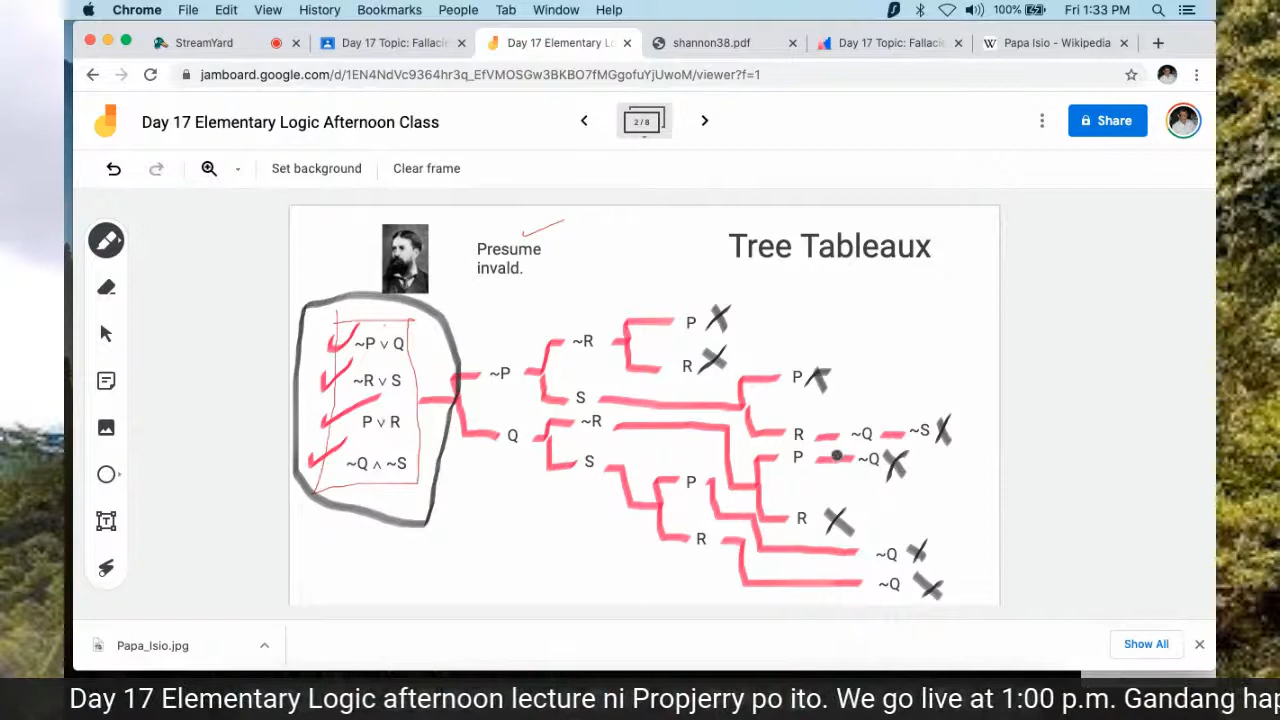 Chrome File Edit View History Bookmarks People Tab Window Help 100% Fri 1:33 PM
StreamYard Day 17 Topic: Fallacie Day 17 Elementary Lo shannon38.pdf Day 17 Topic: Fallacie Papa Isio - Wikipedia
jamboard.google.com/d/1EN4NdVc9364hr3q_EfVMOSGw3BKBO7fMGgofuYjUwoM/viewer?f=1
Day 17 Elementary Logic Afternoon Class 2/8 Share
Set background Clear frame
Presume
invald.
Tree Tableaux
~P ∨ Q
~R ∨ S
P ∨ R
~Q ∧ ~S
~P
Q
~R
S
~R
S
P
R
P
R
P
R ~Q ~S
P ~Q
R
~Q
~Q
Papa_Isio.jpg Show All
Day 17 Elementary Logic afternoon lecture ni Propjerry po ito. We go live at 1:00 p.m. Gandang hap